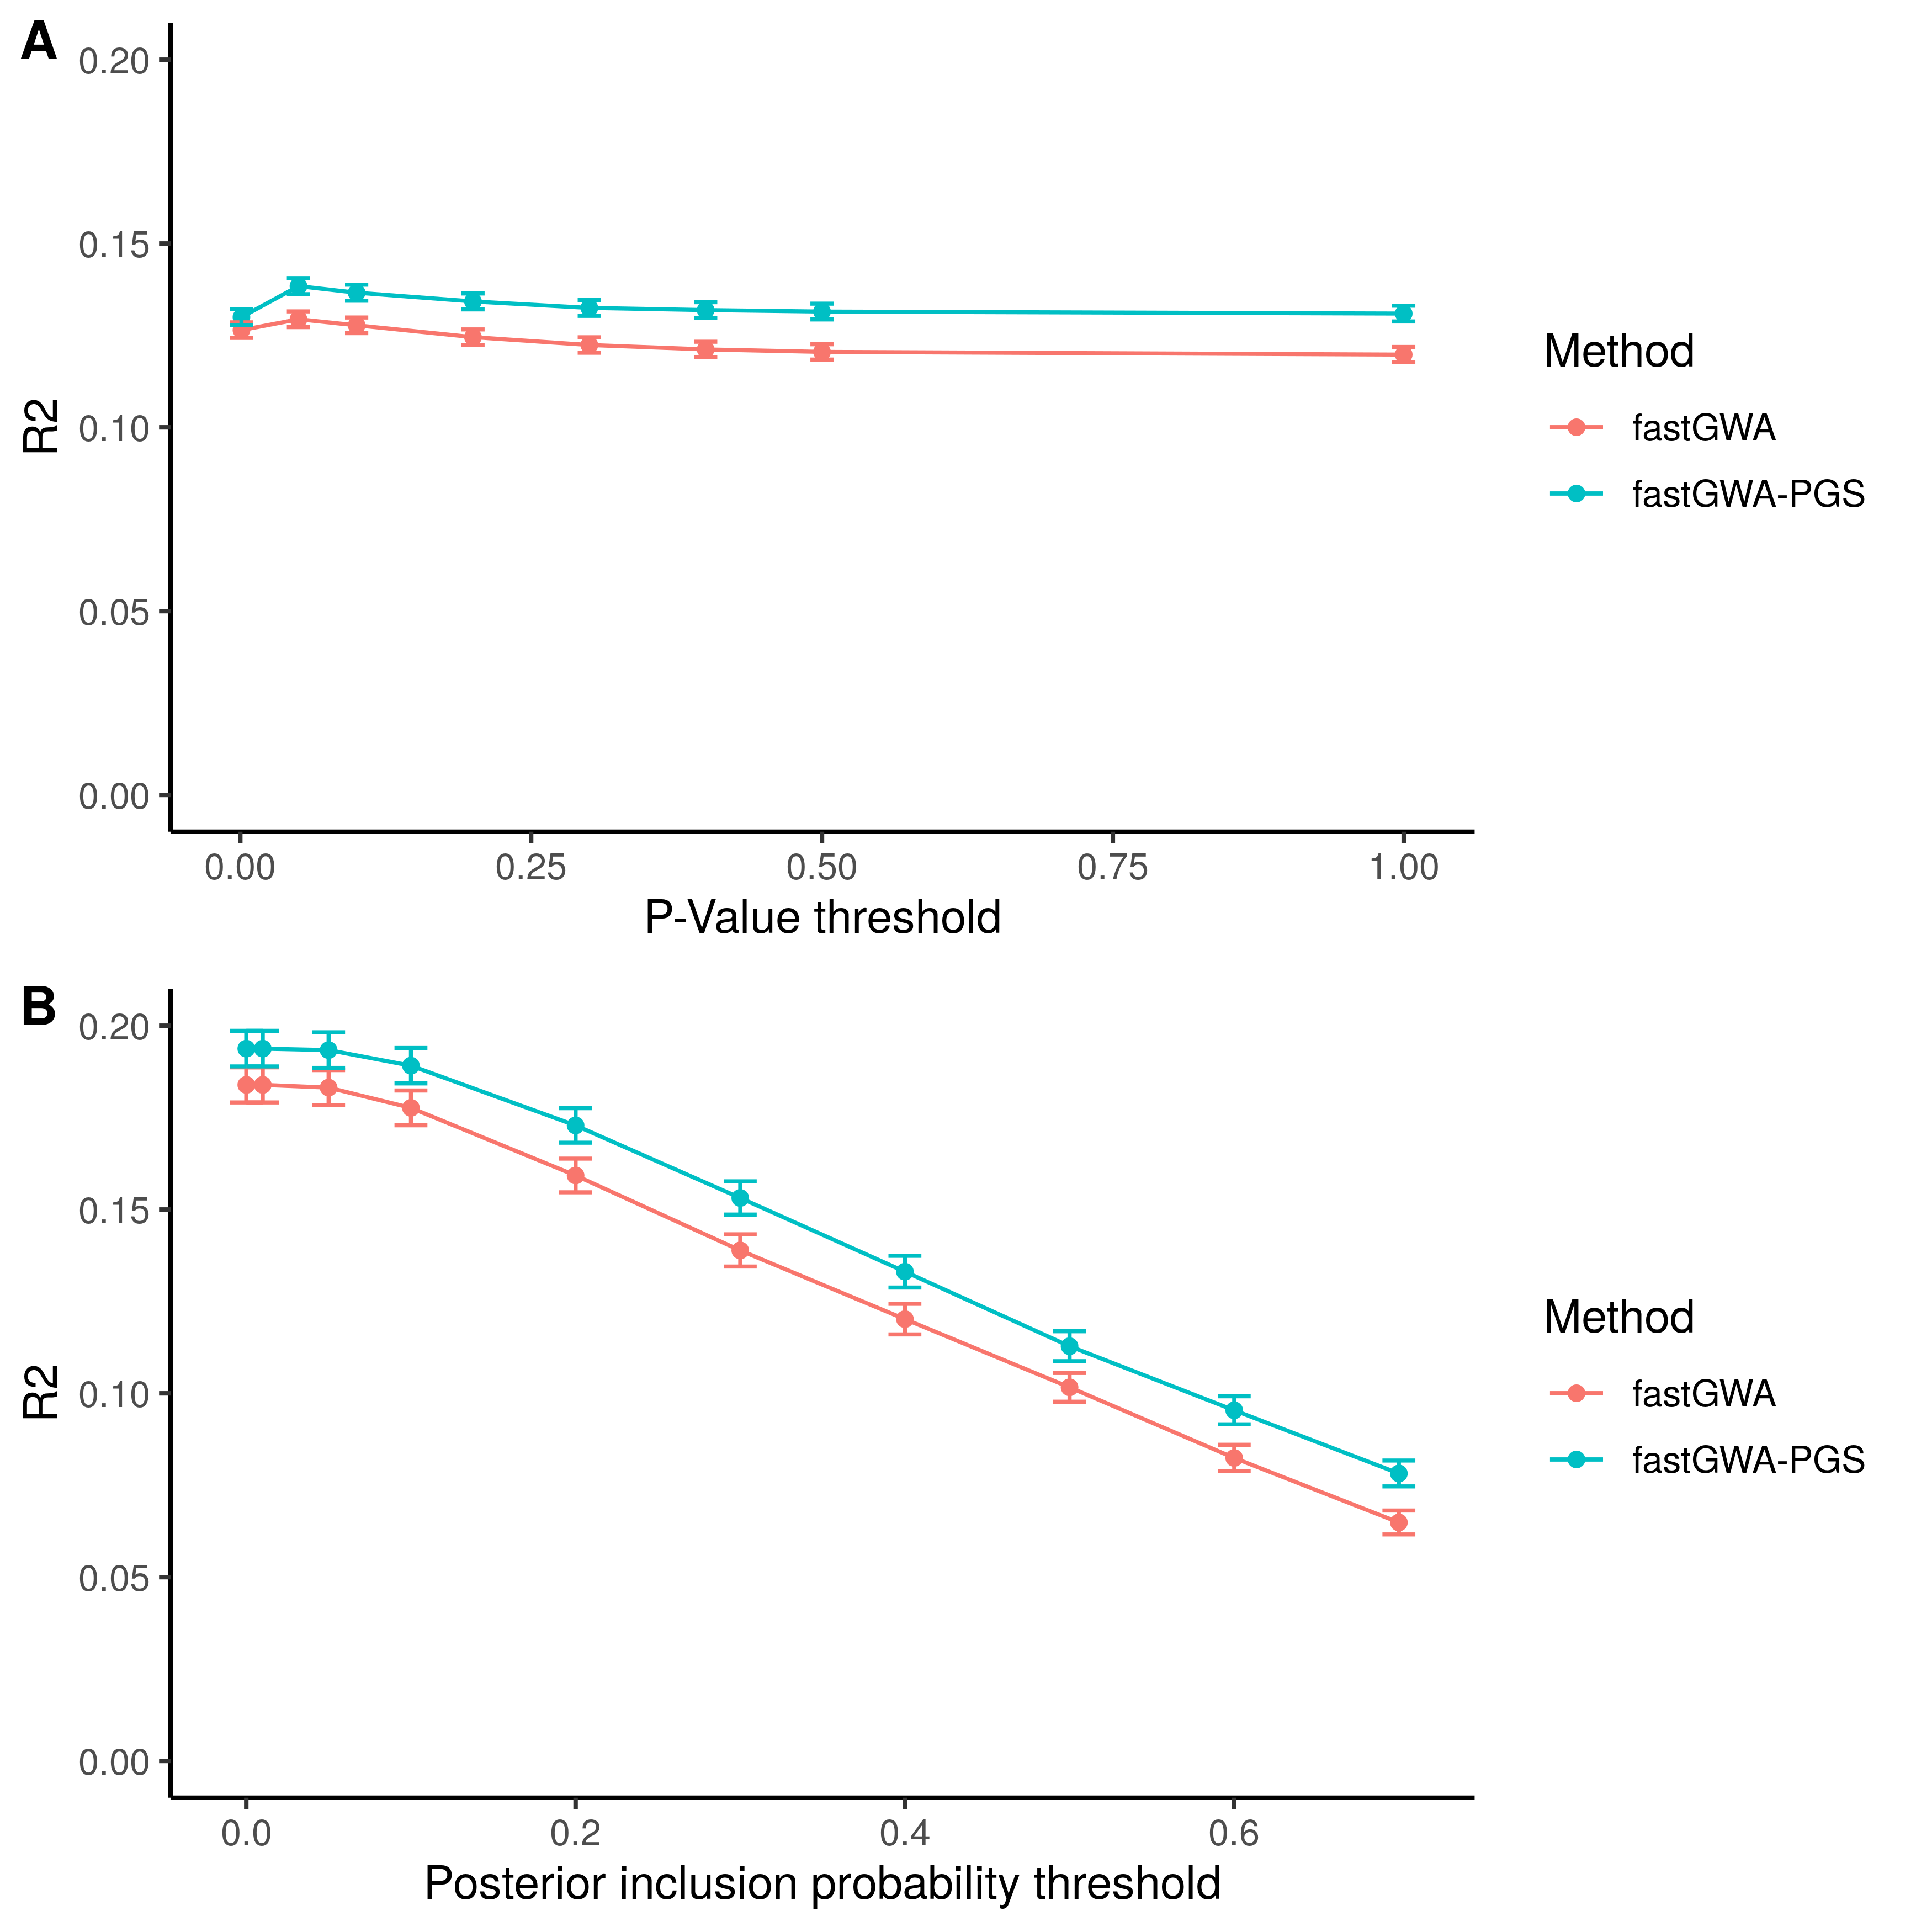 A
0.20
0.15
0.10
0.05
0.00
R2
0.00 0.25 0.50 0.75 1.00
P-Value threshold
Method
fastGWA
fastGWA-PGS
B
0.20
0.15
0.10
0.05
0.00
R2
0.0 0.2 0.4 0.6
Posterior inclusion probability threshold
Method
fastGWA
fastGWA-PGS